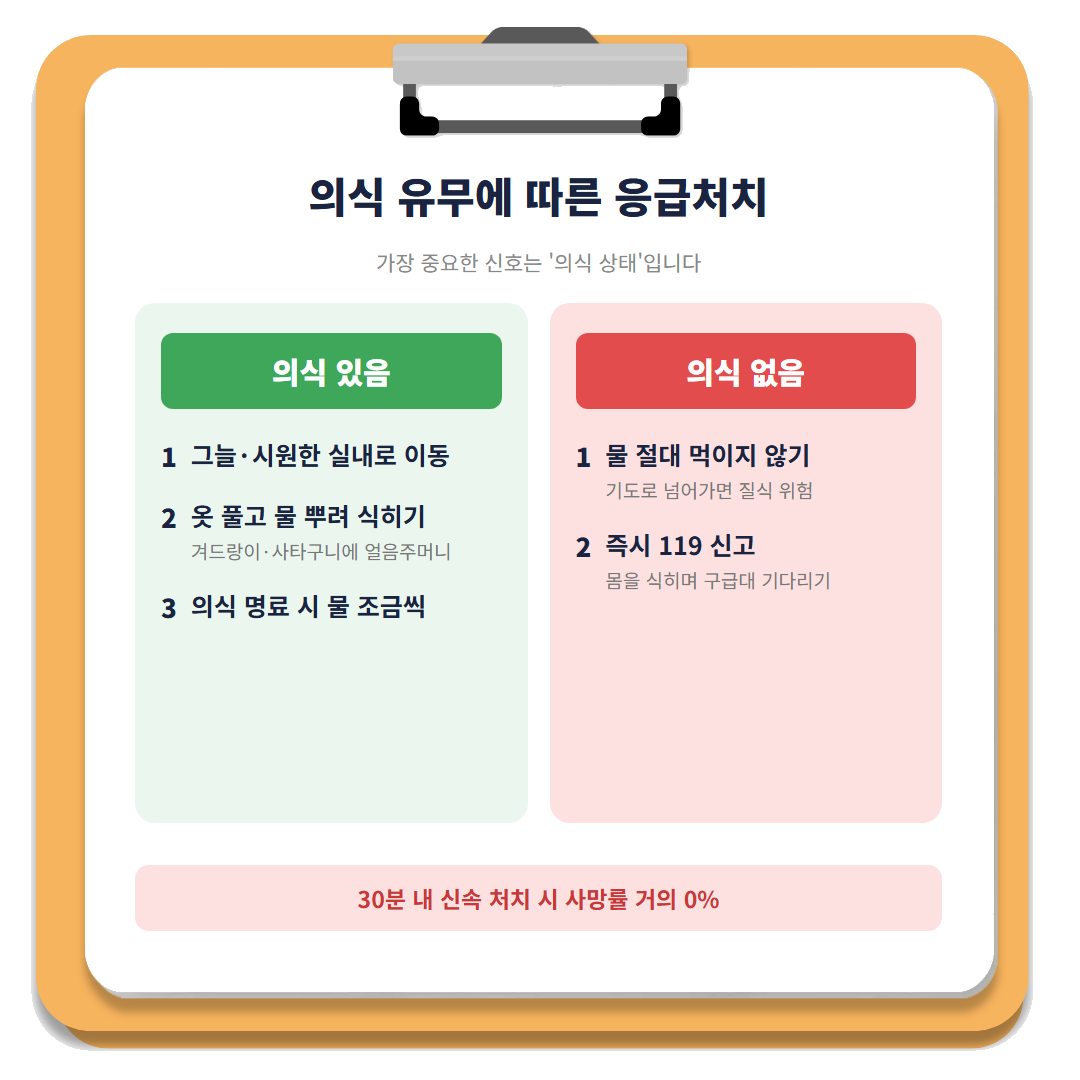 의식 유무에 따른 응급처치
가장 중요한 신호는 '의식 상태'입니다
의식 있음
1 그늘·시원한 실내로 이동
2 옷 풀고 물 뿌려 식히기
겨드랑이·사타구니에 얼음주머니
3 의식 명료 시 물 조금씩
의식 없음
1 물 절대 먹이지 않기
기도로 넘어가면 질식 위험
2 즉시 119 신고
몸을 식히며 구급대 기다리기
30분 내 신속 처치 시 사망률 거의 0%